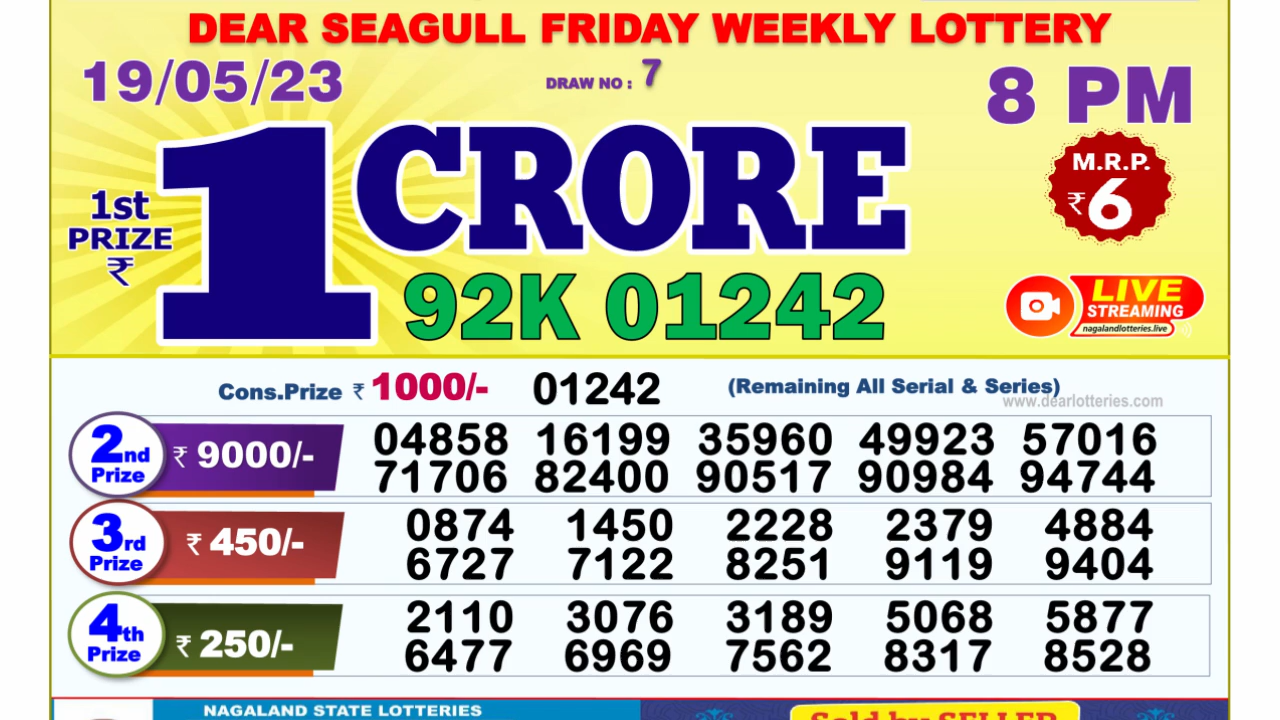 DEAR SEAGULL FRIDAY WEEKLY LOTTERY
19/05/23
DRAW NO : 7
8 PM
1st
PRIZE
₹
1 CRORE
M.R.P.
₹6
92K 01242
LIVE
STREAMING
nagalandlotteries.live
Cons.Prize ₹ 1000/- 01242 (Remaining All Serial & Series)
www.dearlotteries.com
2nd Prize ₹ 9000/-
04858 16199 35960 49923 57016
71706 82400 90517 90984 94744
3rd Prize ₹ 450/-
0874 1450 2228 2379 4884
6727 7122 8251 9119 9404
4th Prize ₹ 250/-
2110 3076 3189 5068 5877
6477 6969 7562 8317 8528
NAGALAND STATE LOTTERIES
Sold by SELLER